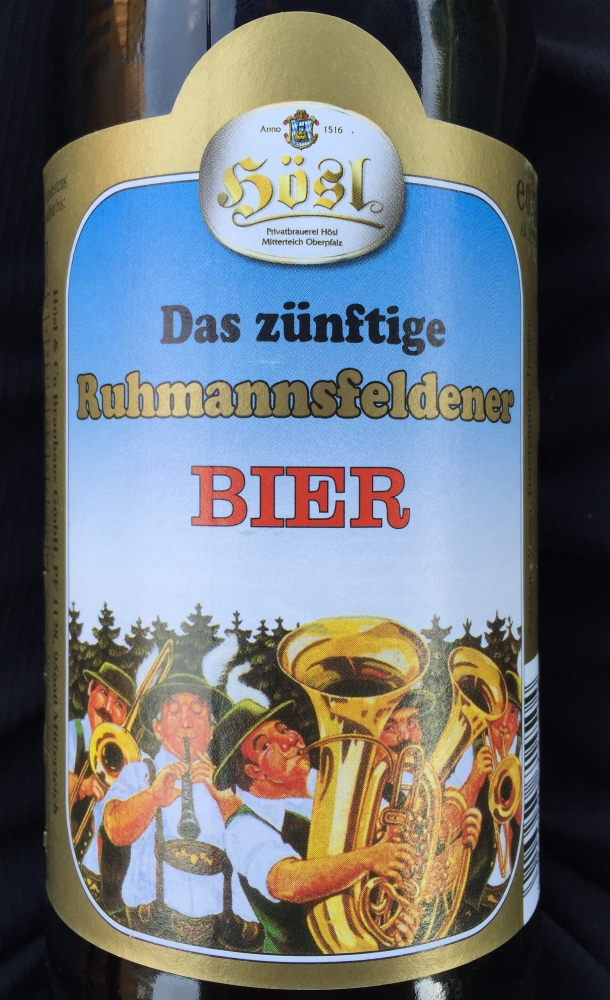 Anno 1516
Hösl
Privatbrauerei Hösl
Mitterteich Oberpfalz
Das zünftige
Ruhmannsfeldener
BIER